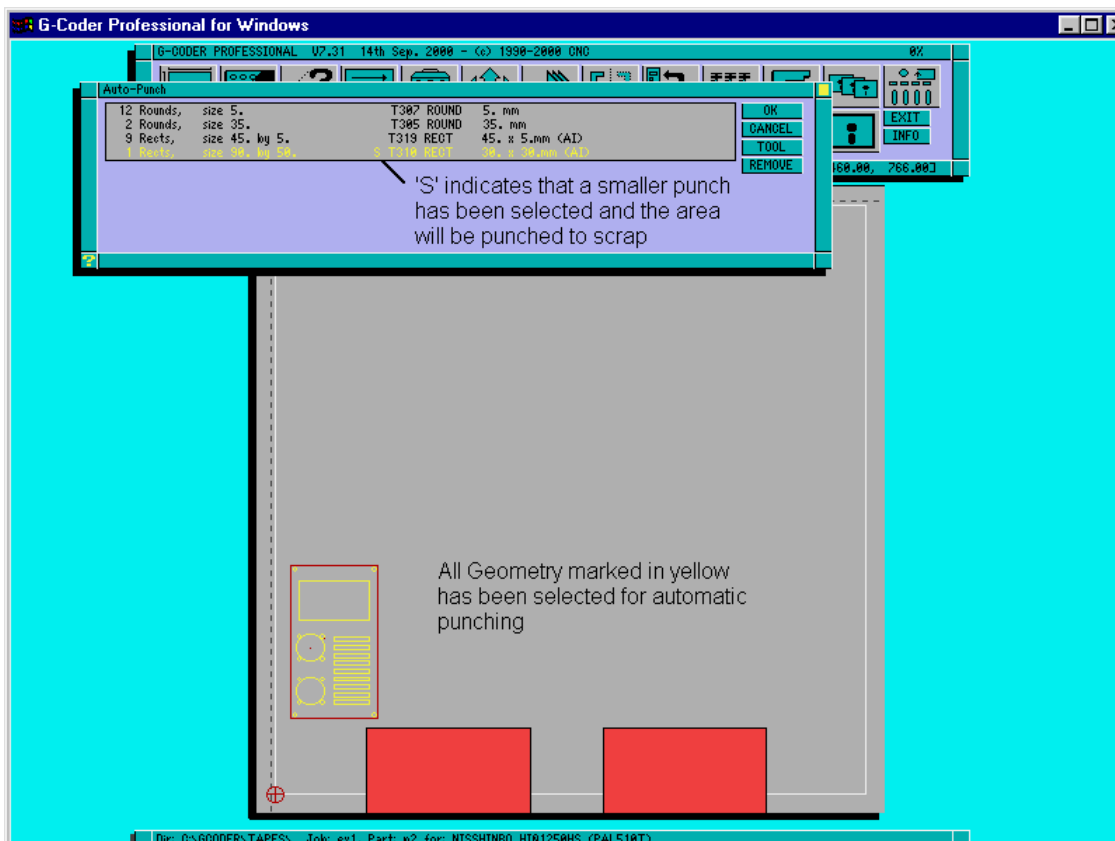 G-Coder Professional for Windows
G-CODER PROFESSIONAL V7.31 14th Sep. 2000 - (c) 1990-2000 CNC 0%
Auto-Punch
12 Rounds, size 5. T307 ROUND 5. mm OK
2 Rounds, size 35. T305 ROUND 35. mm CANCEL EXIT
9 Rects, size 45. by 5. T319 RECT 45. x 5.mm (AI) TOOL INFO
1 Rects, size 90. by 50. S T310 RECT 30. x 30.mm (AI) REMOVE 460.00, 766.00]
'S' indicates that a smaller punch
has been selected and the area
will be punched to scrap
?
All Geometry marked in yellow
has been selected for automatic
punching
Dir: C:\GCODER\TAPES\ Job: ex1 Part: m2 for: NISSHINBO HIQ1250HS (PAL510T)